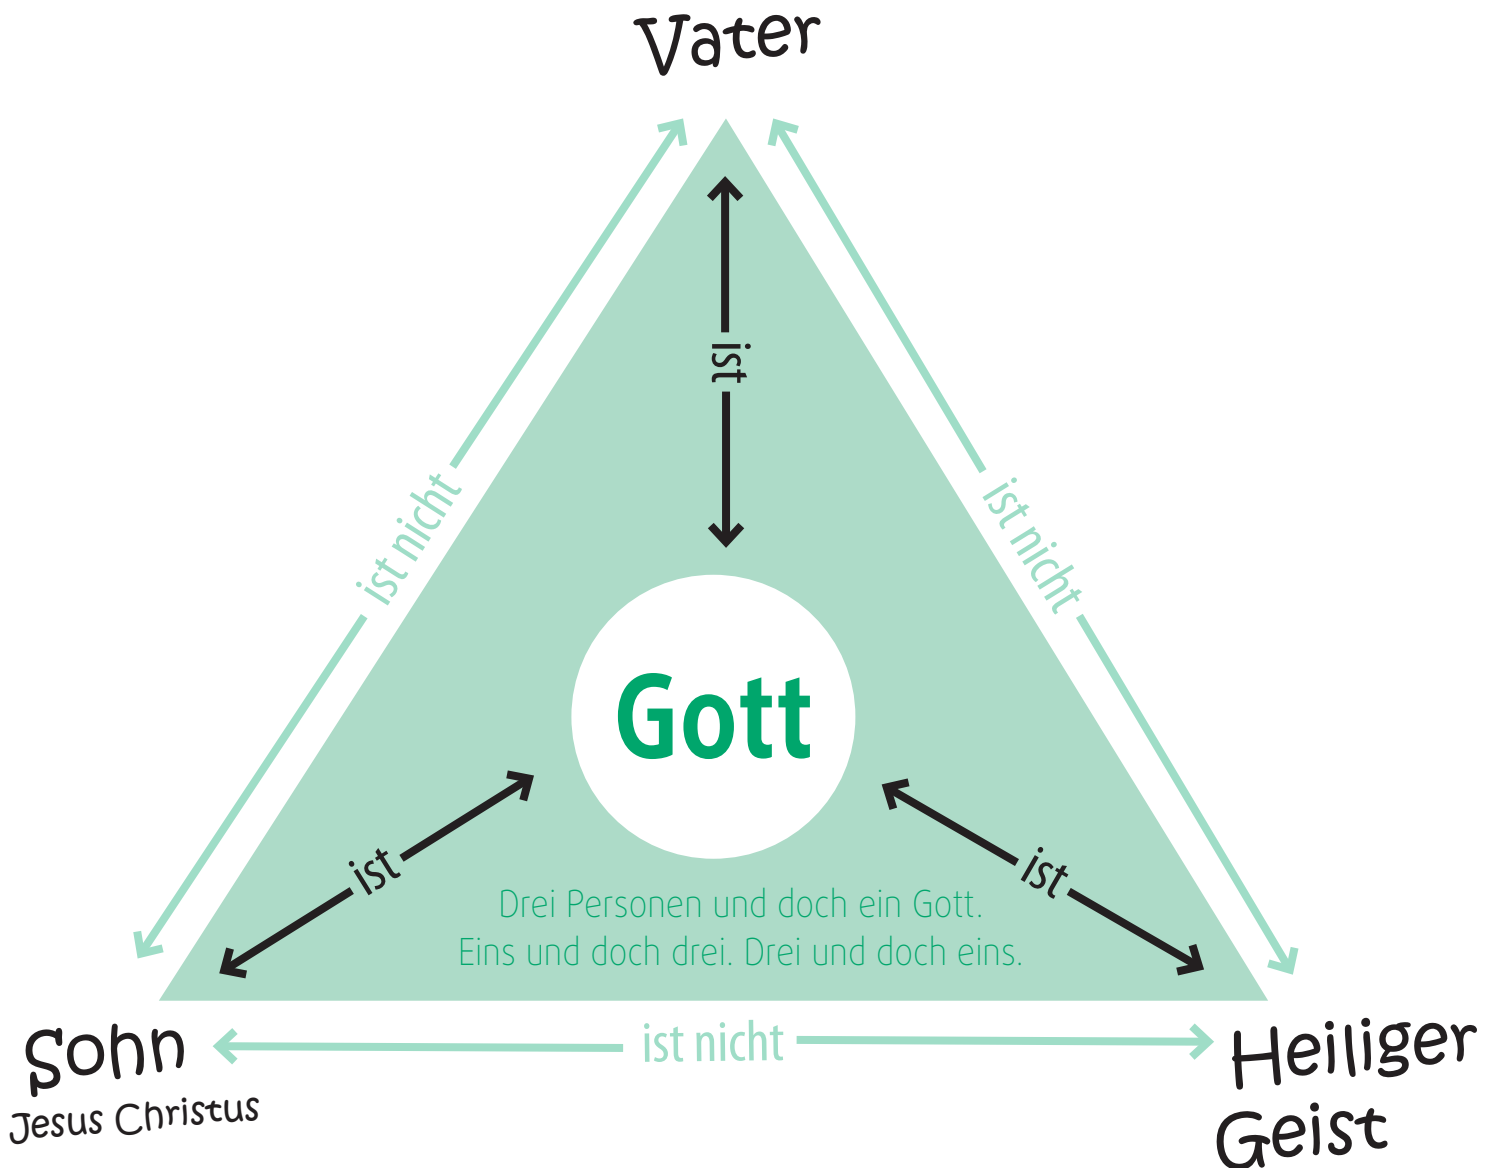 Vater
ist
ist nicht
ist nicht
Gott
ist
ist
Drei Personen und doch ein Gott.
Eins und doch drei. Drei und doch eins.
Sohn
Jesus Christus
ist nicht
Heiliger
Geist